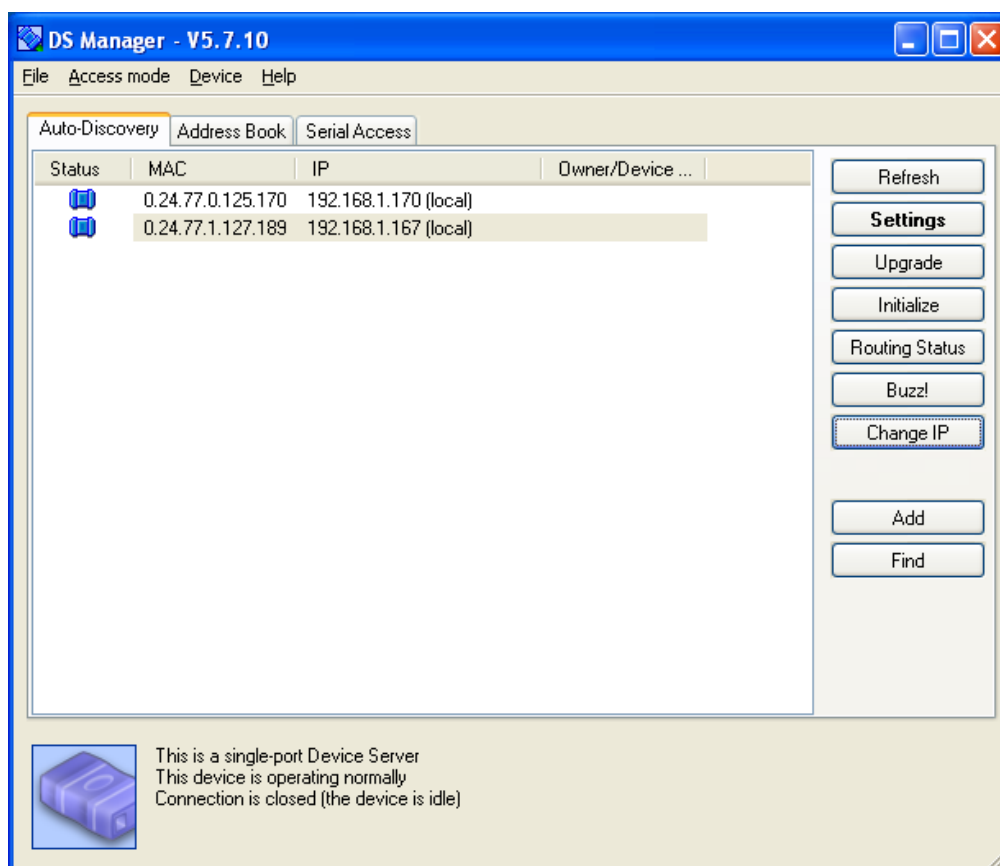 DS Manager - V5.7.10
File Access mode Device Help
Auto-Discovery Address Book Serial Access
Status MAC IP Owner/Device ...
0.24.77.0.125.170 192.168.1.170 (local)
0.24.77.1.127.189 192.168.1.167 (local)
Refresh
Settings
Upgrade
Initialize
Routing Status
Buzz!
Change IP
Add
Find
This is a single-port Device Server
This device is operating normally
Connection is closed (the device is idle)